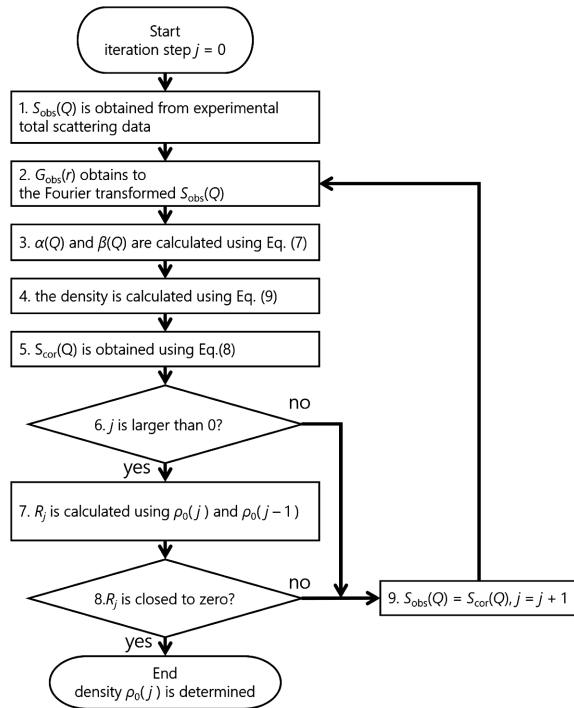 Start
iteration step j = 0
1. Sobs(Q) is obtained from experimental
total scattering data
2. Gobs(r) obtains to
the Fourier transformed Sobs(Q)
3. α(Q) and β(Q) are calculated using Eq. (7)
4. the density is calculated using Eq. (9)
5. Scor(Q) is obtained using Eq.(8)
6. j is larger than 0?
no
yes
7. Rj is calculated using ρ0( j ) and ρ0( j − 1)
8.Rj is closed to zero?
no
9. Sobs(Q) = Scor(Q), j = j + 1
yes
End
density ρ0( j ) is determined